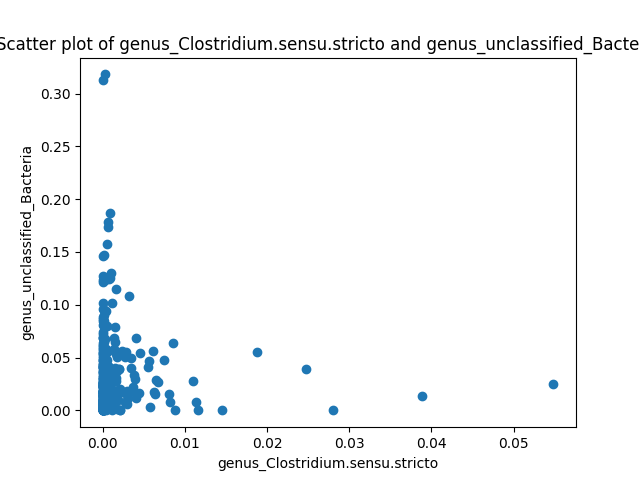 Scatter plot of genus_Clostridium.sensu.stricto and genus_unclassified_Bacte
0.30
0.25
0.20
0.15
0.10
0.05
0.00
genus_unclassified_Bacteria
0.00 0.01 0.02 0.03 0.04 0.05
genus_Clostridium.sensu.stricto